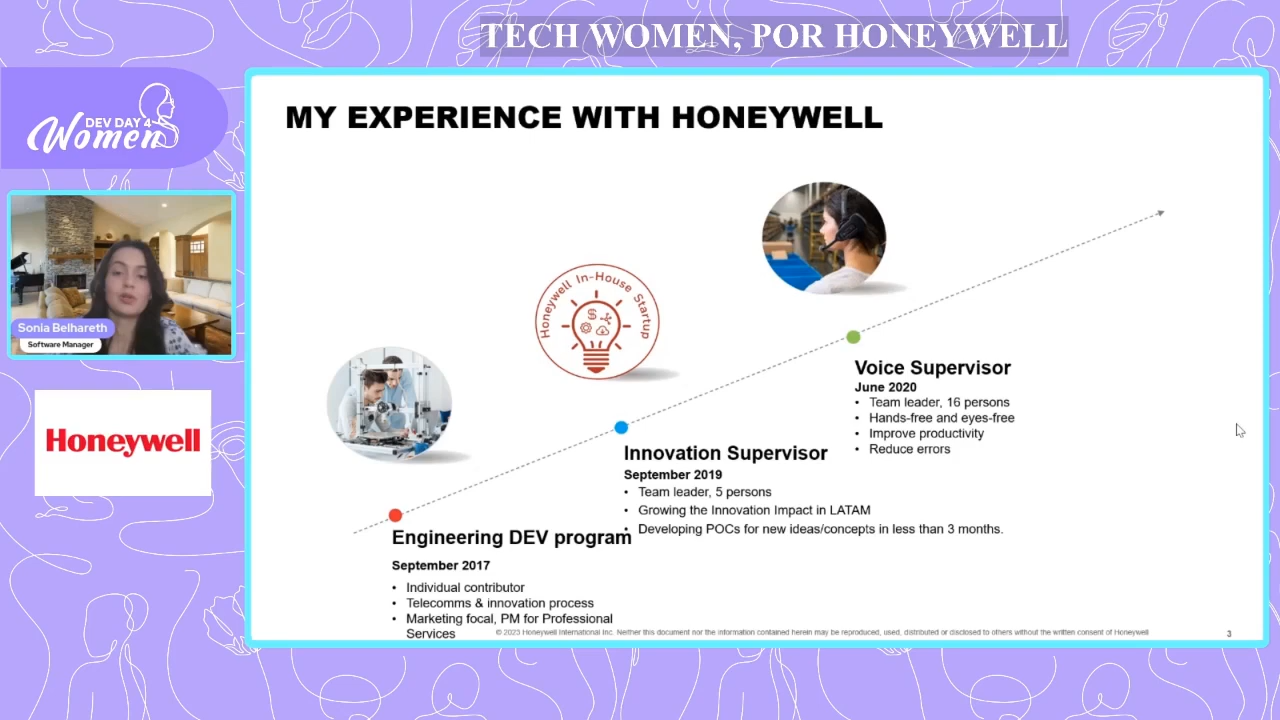 TECH WOMEN, POR HONEYWELL
DEV DAY 4
Women
Sonia Belhareth
Software Manager
Honeywell
MY EXPERIENCE WITH HONEYWELL
Honeywell In-House Startup
$
Voice Supervisor
June 2020
• Team leader, 16 persons
• Hands-free and eyes-free
• Improve productivity
• Reduce errors
Innovation Supervisor
September 2019
• Team leader, 5 persons
• Growing the Innovation Impact in LATAM
• Developing POCs for new ideas/concepts in less than 3 months.
Engineering DEV program
September 2017
• Individual contributor
• Telecomms & innovation process
• Marketing focal, PM for Professional
Services
© 2023 Honeywell International Inc. Neither this document nor the information contained herein may be reproduced, used, distributed or disclosed to others without the written consent of Honeywell
3